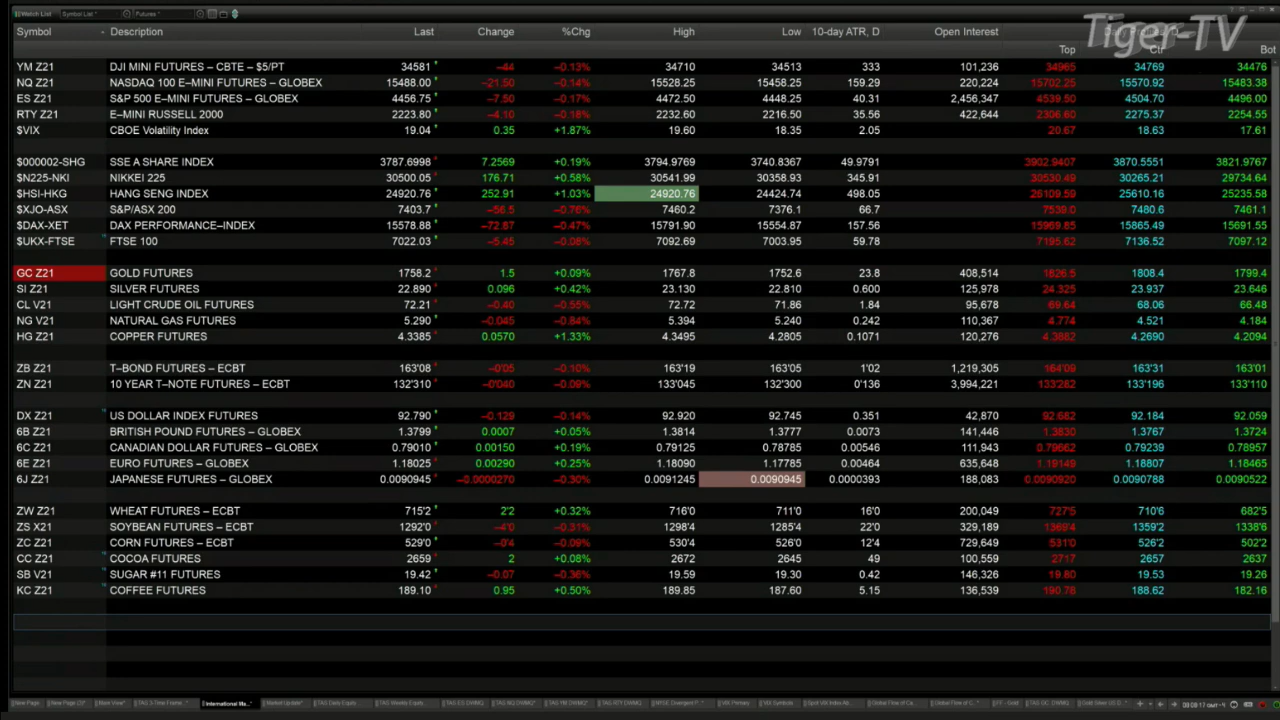 Watch List Symbol List Futures
Tiger-TV
Symbol Description Last Change %Chg High Low 10-day ATR, D Open Interest
Top Ctr Bot
YM Z21 DJI MINI FUTURES – CBTE – $5/PT 34581 -44 -0.13% 34710 34513 333 101,236 34965 34769 34476
NQ Z21 NASDAQ 100 E–MINI FUTURES – GLOBEX 15488.00 -21.50 -0.14% 15528.25 15458.25 159.29 220,224 15702.25 15570.92 15483.38
ES Z21 S&P 500 E–MINI FUTURES – GLOBEX 4456.75 -7.50 -0.17% 4472.50 4448.25 40.31 2,456,347 4539.50 4504.70 4496.00
RTY Z21 E–MINI RUSSELL 2000 2223.80 -4.10 -0.18% 2232.60 2216.50 35.56 422,644 2306.60 2275.37 2254.55
$VIX CBOE Volatility Index 19.04 0.35 +1.87% 19.60 18.35 2.05 20.67 18.63 17.61
$000002-SHG SSE A SHARE INDEX 3787.6998 7.2569 +0.19% 3794.9769 3740.8367 49.9791 3902.9407 3870.5551 3821.9767
$N225-NKI NIKKEI 225 30500.05 176.71 +0.58% 30541.99 30358.93 345.91 30530.49 30265.21 29734.64
$HSI-HKG HANG SENG INDEX 24920.76 252.91 +1.03% 24920.76 24424.74 498.05 26109.59 25610.16 25235.58
$XJO-ASX S&P/ASX 200 7403.7 -56.5 -0.76% 7460.2 7376.1 66.7 7539.0 7480.6 7461.1
$DAX-XET DAX PERFORMANCE–INDEX 15578.88 -72.87 -0.47% 15791.90 15554.87 157.56 15969.85 15865.49 15691.55
$UKX-FTSE FTSE 100 7022.03 -5.45 -0.08% 7092.69 7003.95 59.78 7195.62 7136.52 7097.12
GC Z21 GOLD FUTURES 1758.2 1.5 +0.09% 1767.8 1752.6 23.8 408,514 1826.5 1808.4 1799.4
SI Z21 SILVER FUTURES 22.890 0.096 +0.42% 23.130 22.810 0.600 125,978 24.325 23.937 23.646
CL V21 LIGHT CRUDE OIL FUTURES 72.21 -0.40 -0.55% 72.72 71.86 1.84 95,678 69.64 68.06 66.48
NG V21 NATURAL GAS FUTURES 5.290 -0.045 -0.84% 5.394 5.240 0.242 110,367 4.774 4.521 4.184
HG Z21 COPPER FUTURES 4.3385 0.0570 +1.33% 4.3495 4.2805 0.1071 120,276 4.3882 4.2690 4.2094
ZB Z21 T–BOND FUTURES – ECBT 163'08 -0'05 -0.10% 163'19 163'05 1'02 1,219,305 164'09 163'31 163'01
ZN Z21 10 YEAR T–NOTE FUTURES – ECBT 132'310 -0'040 -0.09% 133'045 132'300 0'136 3,994,221 133'282 133'196 133'110
DX Z21 US DOLLAR INDEX FUTURES 92.790 -0.129 -0.14% 92.920 92.745 0.351 42,870 92.682 92.184 92.059
6B Z21 BRITISH POUND FUTURES – GLOBEX 1.3799 0.0007 +0.05% 1.3814 1.3777 0.0073 141,446 1.3830 1.3767 1.3724
6C Z21 CANADIAN DOLLAR FUTURES – GLOBEX 0.79010 0.00150 +0.19% 0.79125 0.78785 0.00546 111,943 0.79662 0.79239 0.78957
6E Z21 EURO FUTURES – GLOBEX 1.18025 0.00290 +0.25% 1.18090 1.17785 0.00464 635,648 1.19149 1.18807 1.18465
6J Z21 JAPANESE FUTURES – GLOBEX 0.0090945 -0.0000270 -0.30% 0.0091245 0.0090945 0.0000393 188,083 0.0090920 0.0090788 0.0090522
ZW Z21 WHEAT FUTURES – ECBT 715'2 2'2 +0.32% 716'0 711'0 16'0 200,049 727'5 710'6 682'5
ZS X21 SOYBEAN FUTURES – ECBT 1292'0 -4'0 -0.31% 1298'4 1285'4 22'0 329,189 1369'4 1359'2 1338'6
ZC Z21 CORN FUTURES – ECBT 529'0 -0'4 -0.09% 530'4 526'0 12'4 729,649 531'0 526'2 502'2
CC Z21 COCOA FUTURES 2659 2 +0.08% 2672 2645 49 100,559 2717 2657 2637
SB V21 SUGAR #11 FUTURES 19.42 -0.07 -0.36% 19.59 19.30 0.42 146,326 19.80 19.53 19.26
KC Z21 COFFEE FUTURES 189.10 0.95 +0.50% 189.85 187.60 5.15 136,539 190.78 188.62 182.16
New Page International Wa... Market Update TAG Daily Equity TAG Weekly Equity VIX Primary VIX Symbols